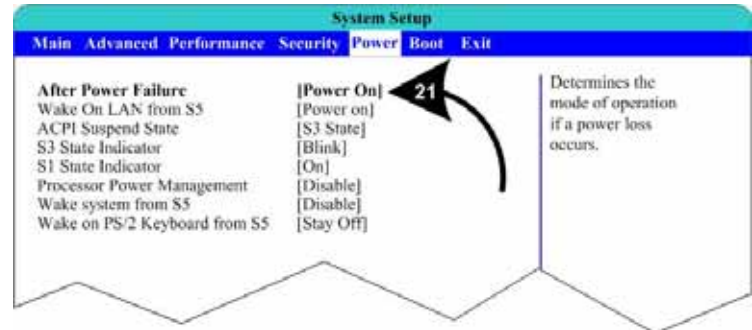 System Setup
Main Advanced Performance Security Power Boot Exit
After Power Failure [Power On] 21
Wake On LAN from S5 [Power on]
ACPI Suspend State [S3 State]
S3 State Indicator [Blink]
S1 State Indicator [On]
Processor Power Management [Disable]
Wake system from S5 [Disable]
Wake on PS/2 Keyboard from S5 [Stay Off]
Determines the
mode of operation
if a power loss
occurs.